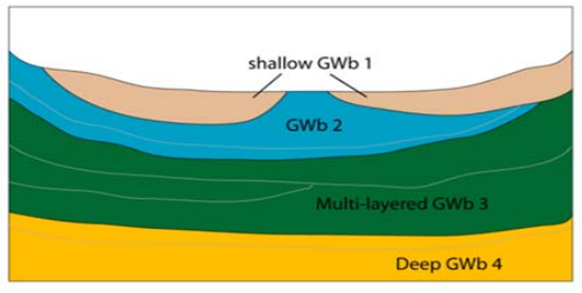 shallow GWb 1
GWb 2
Multi-layered GWb 3
Deep GWb 4